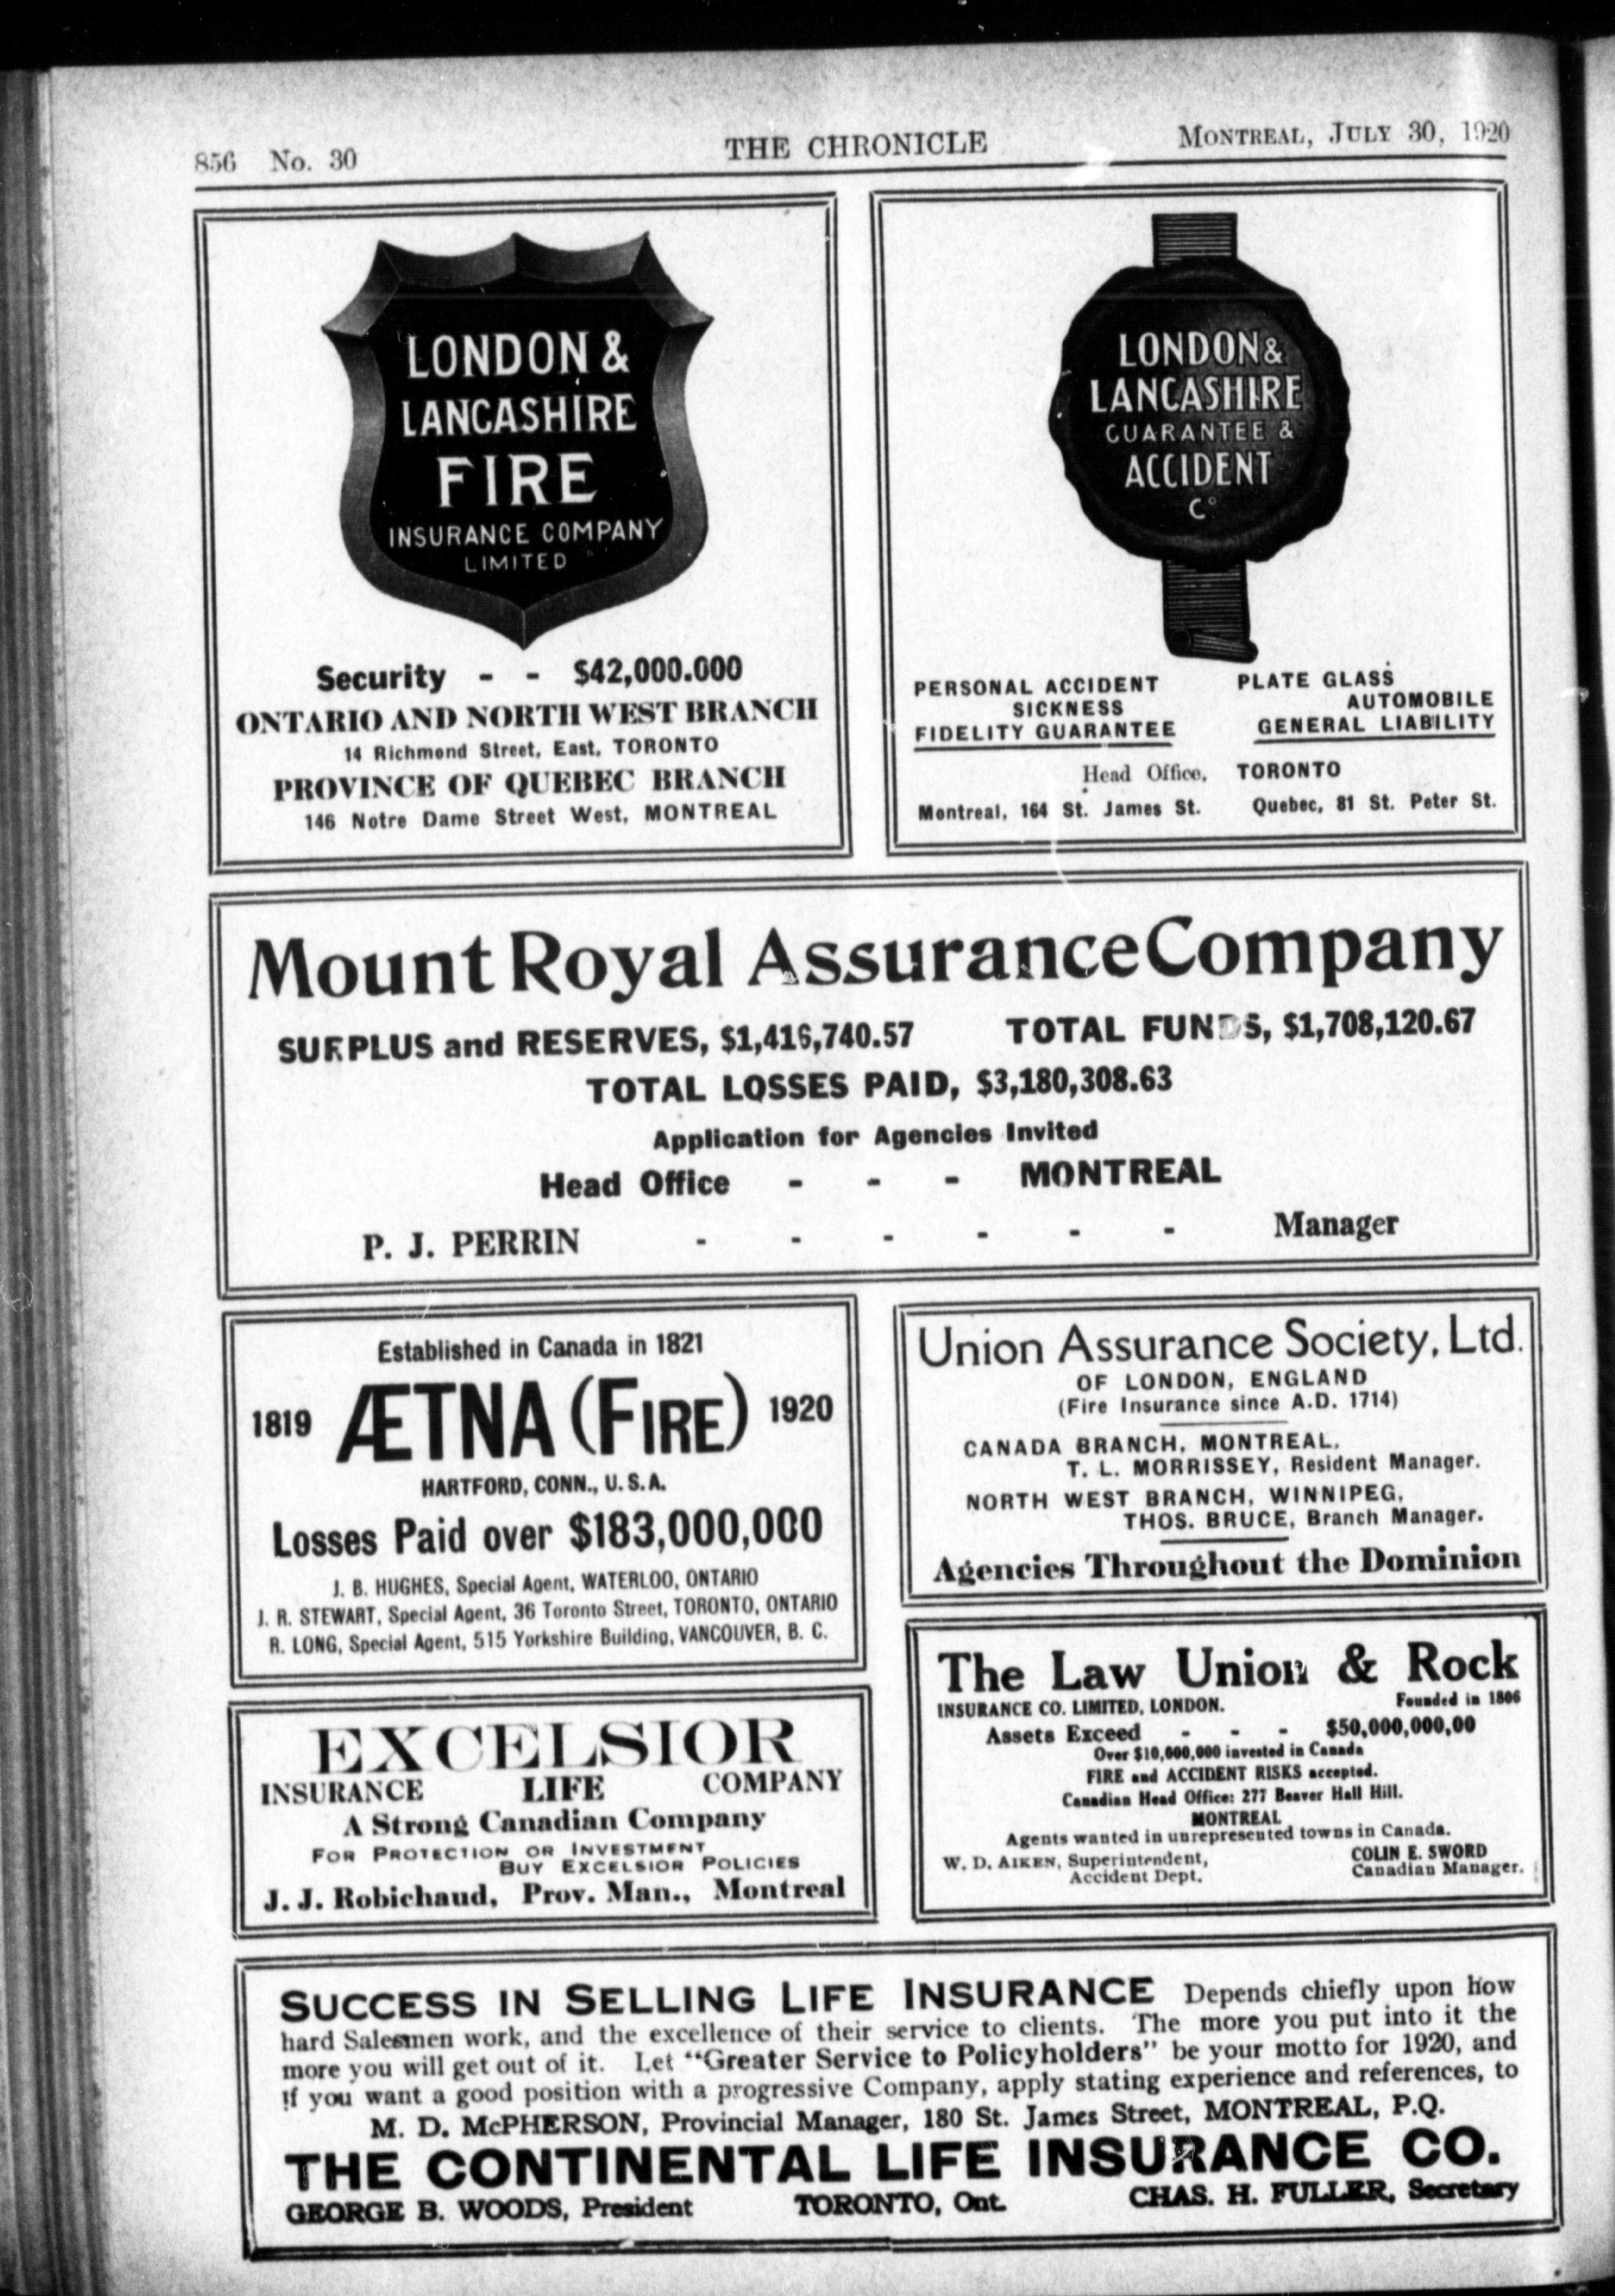 856 No. 30 THE CHRONICLE MONTREAL, JULY 30, 1920
LONDON &
LANCASHIRE
FIRE
INSURANCE COMPANY
LIMITED
Security - - $42,000.000
ONTARIO AND NORTH WEST BRANCH
14 Richmond Street, East, TORONTO
PROVINCE OF QUEBEC BRANCH
146 Notre Dame Street West, MONTREAL
LONDON &
LANCASHIRE
GUARANTEE &
ACCIDENT
Co
PERSONAL ACCIDENT PLATE GLASS
SICKNESS AUTOMOBILE
FIDELITY GUARANTEE GENERAL LIABILITY
Head Office, TORONTO
Montreal, 164 St. James St. Quebec, 81 St. Peter St.
Mount Royal Assurance Company
SURPLUS and RESERVES, $1,416,740.57 TOTAL FUNDS, $1,708,120.67
TOTAL LOSSES PAID, $3,180,308.63
Application for Agencies Invited
Head Office - - - MONTREAL
P. J. PERRIN - - - - - - Manager
Established in Canada in 1821
1819 ÆTNA (FIRE) 1920
HARTFORD, CONN., U. S. A.
Losses Paid over $183,000,000
J. B. HUGHES, Special Agent, WATERLOO, ONTARIO
J. R. STEWART, Special Agent, 36 Toronto Street, TORONTO, ONTARIO
R. LONG, Special Agent, 515 Yorkshire Building, VANCOUVER, B. C.
Union Assurance Society, Ltd.
OF LONDON, ENGLAND
(Fire Insurance since A.D. 1714)
CANADA BRANCH, MONTREAL,
T. L. MORRISSEY, Resident Manager.
NORTH WEST BRANCH, WINNIPEG,
THOS. BRUCE, Branch Manager.
Agencies Throughout the Dominion
EXCELSIOR
INSURANCE LIFE COMPANY
A Strong Canadian Company
FOR PROTECTION OR INVESTMENT
BUY EXCELSIOR POLICIES
J. J. Robichaud, Prov. Man., Montreal
The Law Union & Rock
INSURANCE CO. LIMITED, LONDON. Founded in 1806
Assets Exceed - - - $50,000,000,00
Over $10,000,000 invested in Canada
FIRE and ACCIDENT RISKS accepted.
Canadian Head Office: 277 Beaver Hall Hill,
MONTREAL
Agents wanted in unrepresented towns in Canada.
W. D. AIKEN, Superintendent, COLIN E. SWORD
Accident Dept. Canadian Manager.
SUCCESS IN SELLING LIFE INSURANCE Depends chiefly upon how
hard Salesmen work, and the excellence of their service to clients. The more you put into it the
more you will get out of it. Let "Greater Service to Policyholders" be your motto for 1920, and
if you want a good position with a progressive Company, apply stating experience and references, to
M. D. McPHERSON, Provincial Manager, 180 St. James Street, MONTREAL, P.Q.
THE CONTINENTAL LIFE INSURANCE CO.
GEORGE B. WOODS, President TORONTO, Ont. CHAS. H. FULLER, Secretary